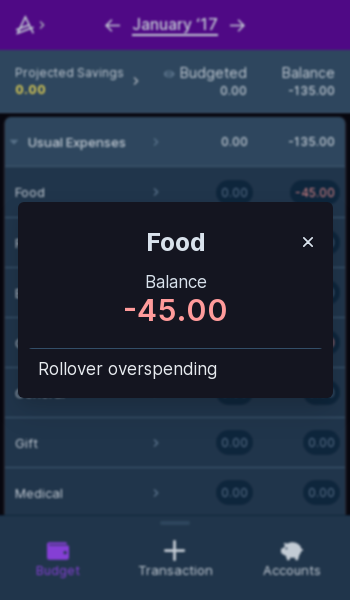 January '17
Projected Savings
0.00
Budgeted
0.00
Balance
-135.00
Usual Expenses
0.00
-135.00
Food
0.00
-45.00
Food
Balance
-45.00
Rollover overspending
Gift
0.00
0.00
Medical
0.00
0.00
Budget
Transaction
Accounts